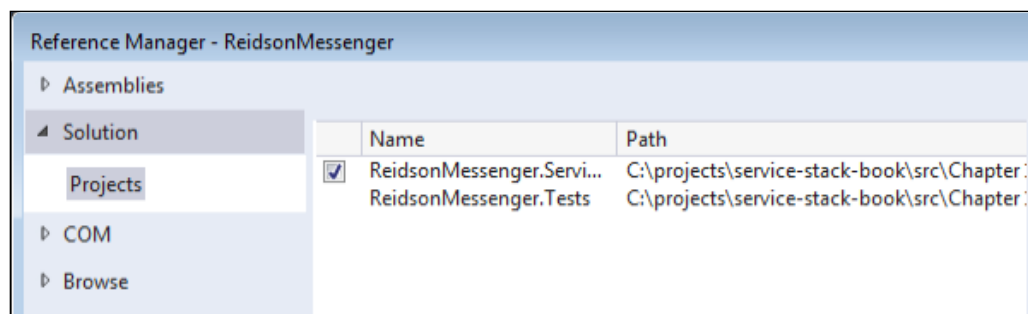 Reference Manager - ReidsonMessenger
Assemblies
Solution
Projects
COM
Browse
Name Path
ReidsonMessenger.Servi... C:\projects\service-stack-book\src\Chapter
ReidsonMessenger.Tests C:\projects\service-stack-book\src\Chapter